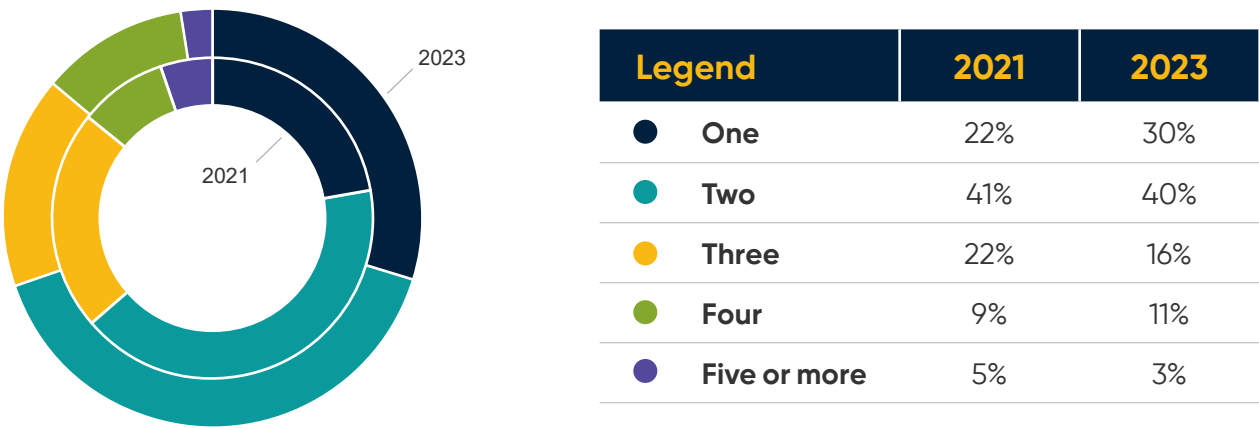 2023
2021
Legend 2021 2023
One 22% 30%
Two 41% 40%
Three 22% 16%
Four 9% 11%
Five or more 5% 3%